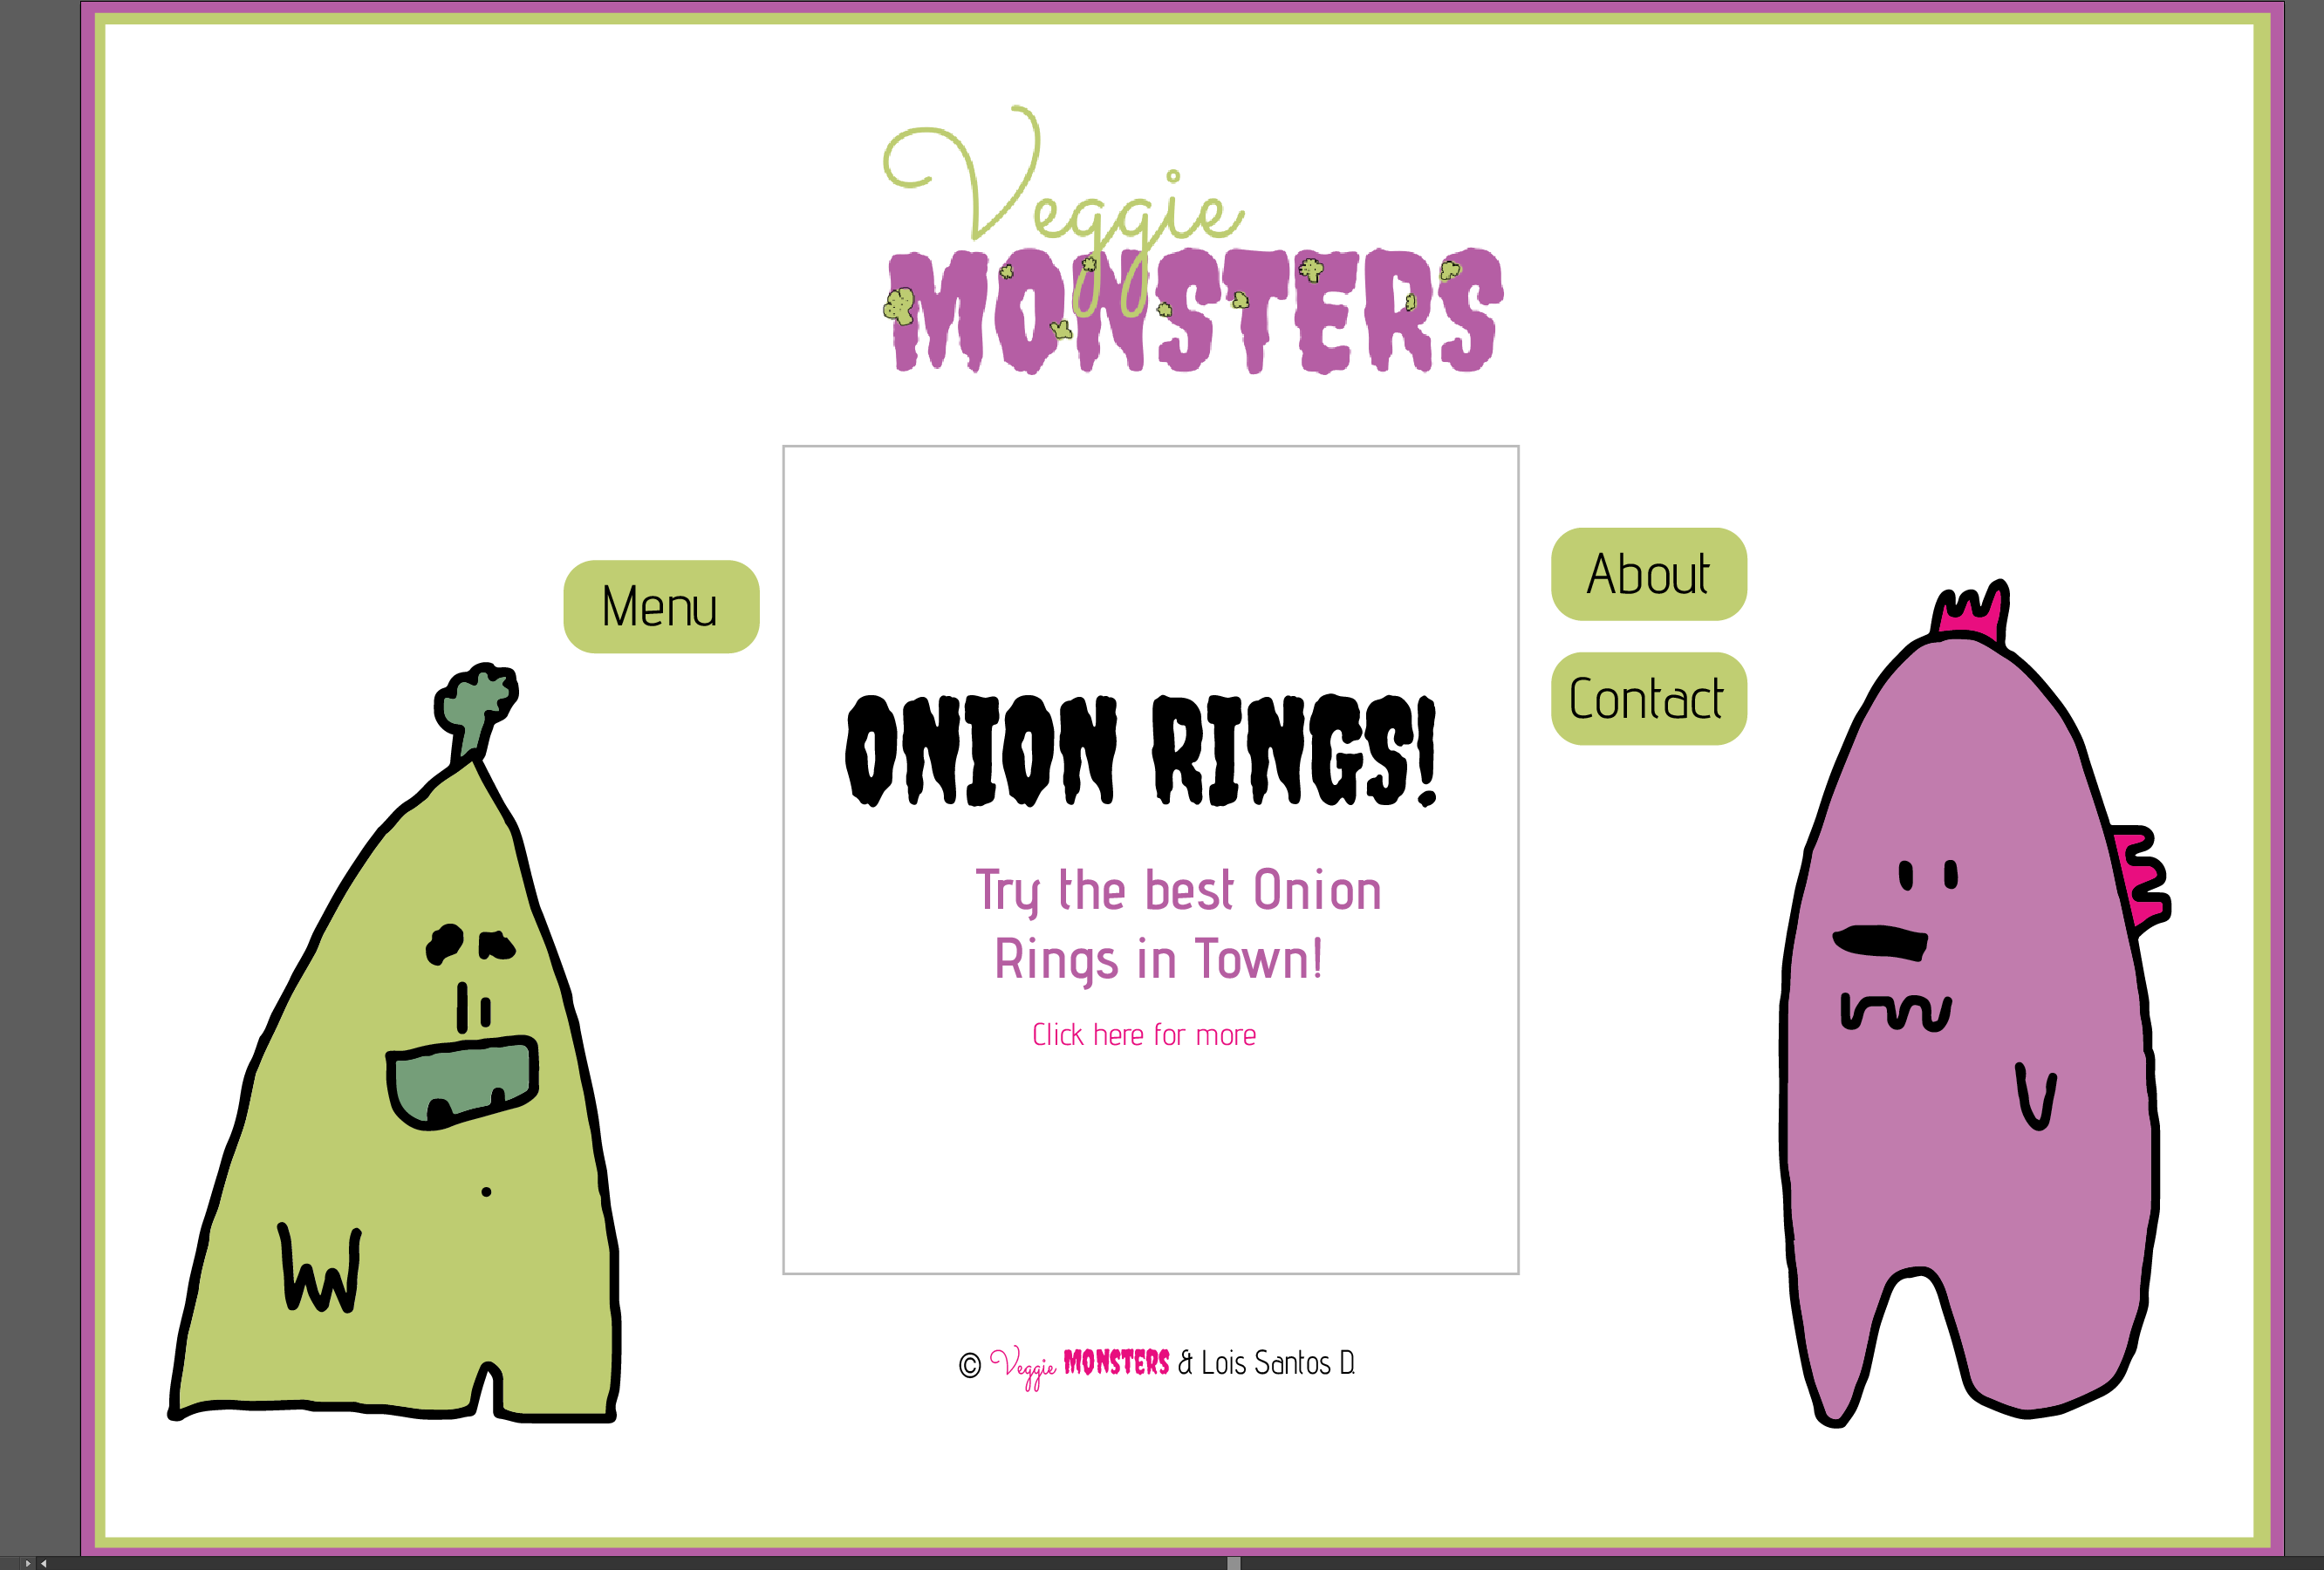 Veggie
MONSTERS
Menu
About
Contact
ONION RINGS!
Try the best Onion
Rings in Town!
Click here for more
© Veggie MONSTERS & Lois Santos D.